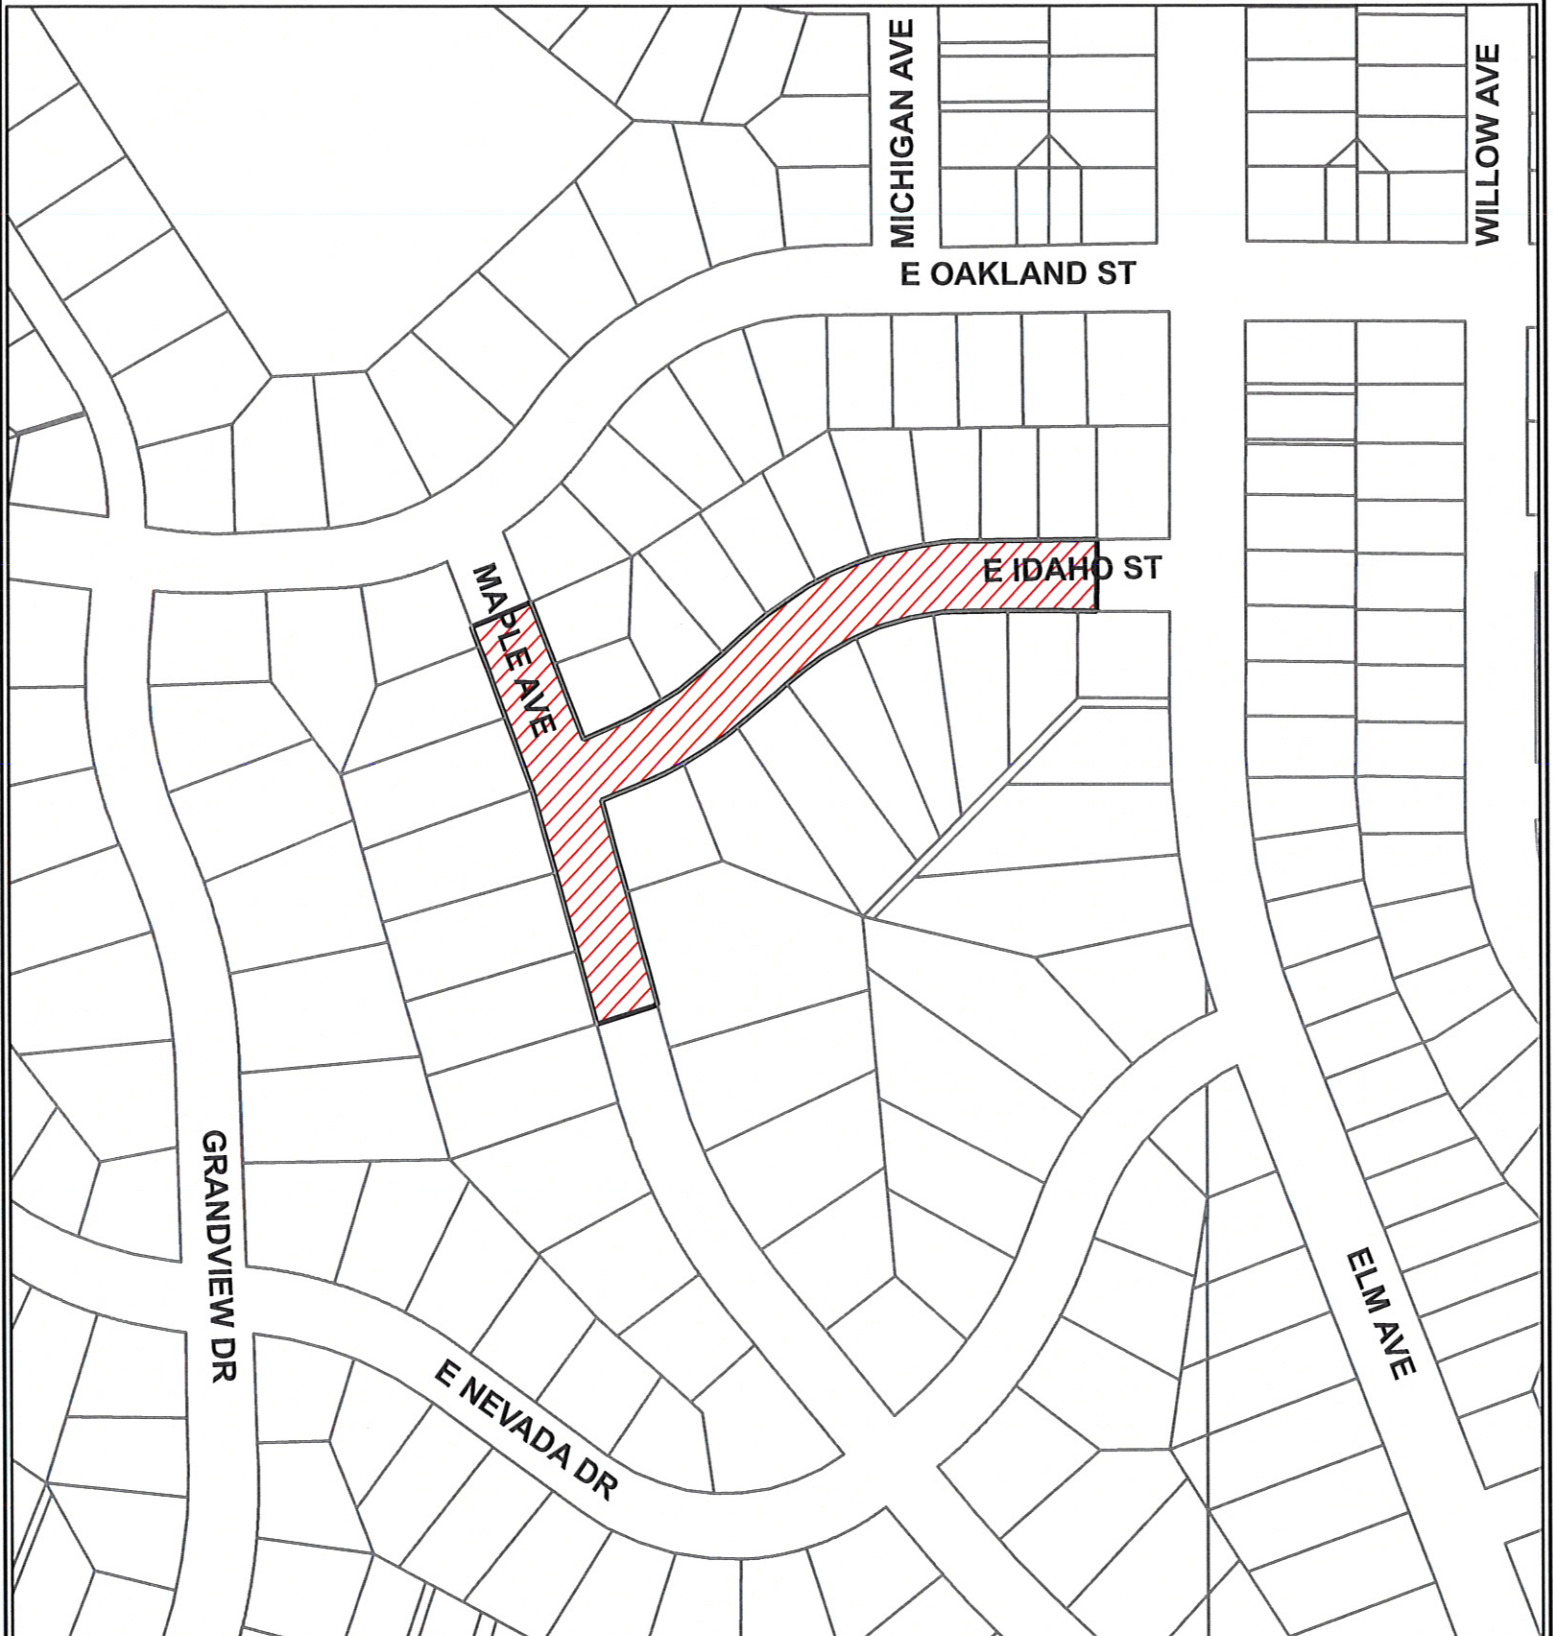 MICHIGAN AVE
WILLOW AVE
E OAKLAND ST
MAPLE AVE
E IDAHO ST
GRANDVIEW DR
E NEVADA DR
ELM AVE